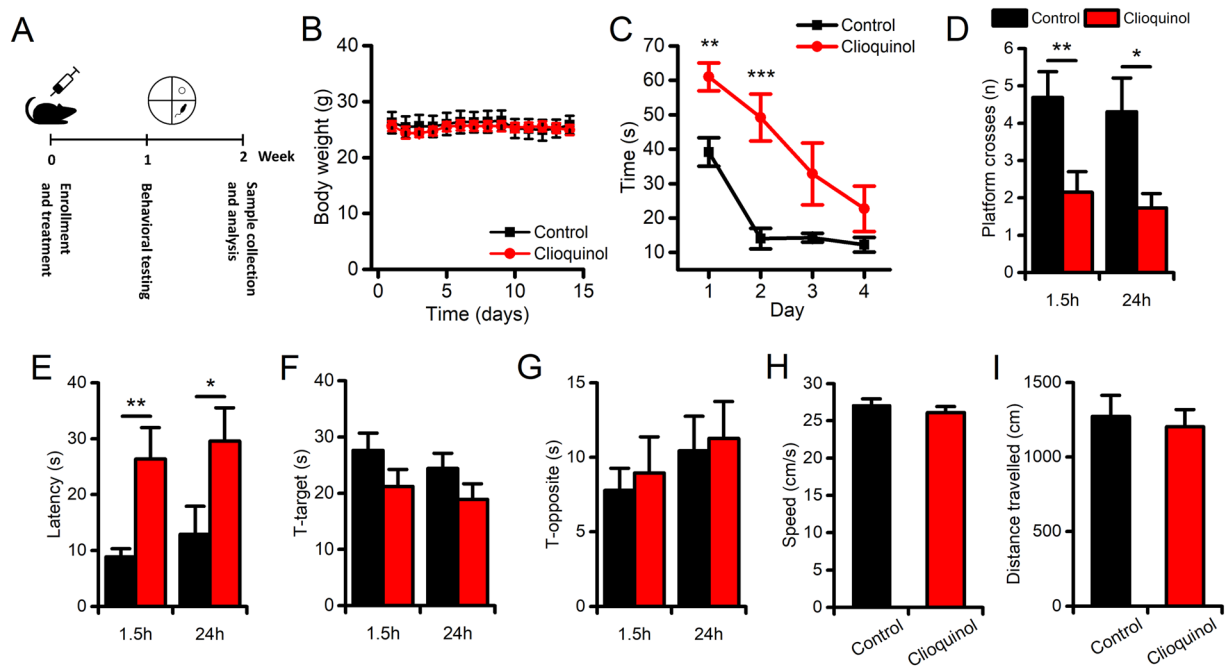 A
0
1
2
Week
Enrollment
and treatment
Behavioral testing
Sample collection
and analysis
B
Body weight (g)
40
30
20
10
0
Control
Clioquinol
0
5
10
15
Time (days)
C
Control
Clioquinol
Time (s)
70
60
50
40
30
20
10
**
***
1
2
3
4
Day
D
Control
Clioquinol
Platform crosses (n)
6
5
4
3
2
1
0
**
*
1.5h
24h
E
Latency (s)
40
30
20
10
0
**
*
1.5h
24h
F
T-target (s)
40
30
20
10
0
1.5h
24h
G
T-opposite (s)
15
10
5
0
1.5h
24h
H
Speed (cm/s)
30
25
20
15
10
5
0
Control
Clioquinol
I
Distance travelled (cm)
1500
1000
500
0
Control
Clioquinol